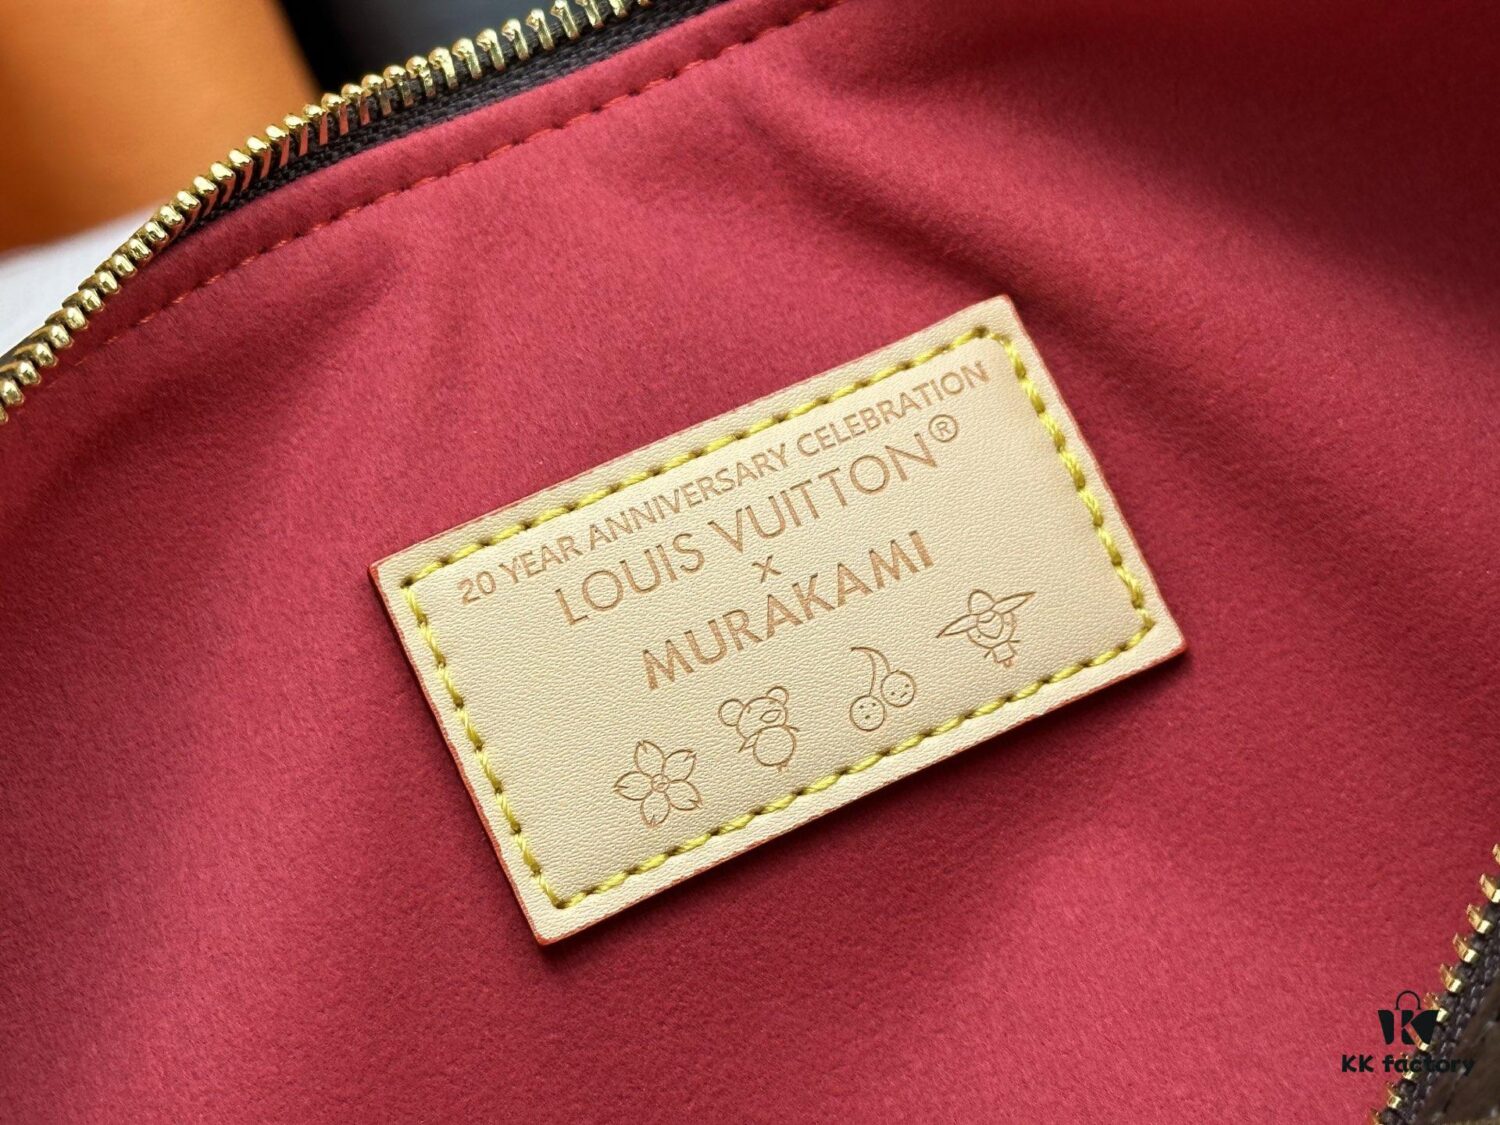 20 YEAR ANNIVERSARY CELEBRATION
LOUIS VUITTON®
x
MURAKAMI
KK factory